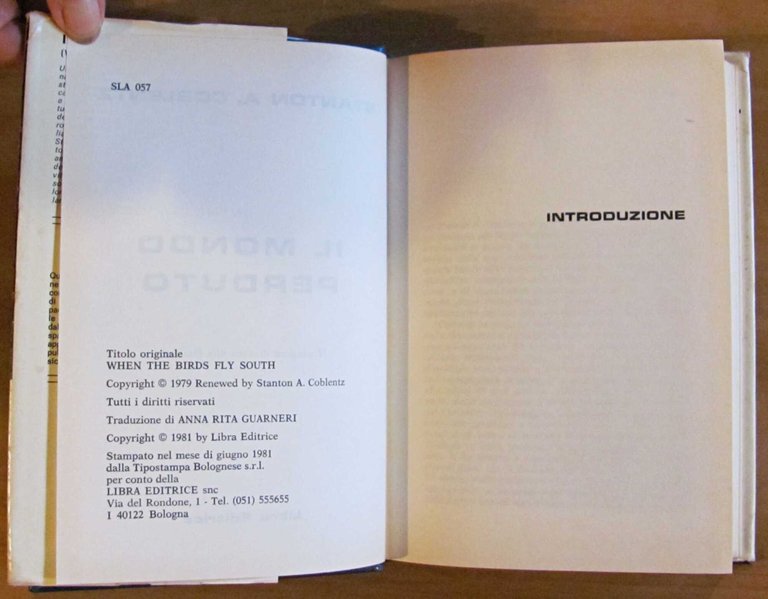 SLA 057
Titolo originale
WHEN THE BIRDS FLY SOUTH
Copyright © 1979 Renewed by Stanton A. Coblentz
Tutti i diritti riservati
Traduzione di ANNA RITA GUARNERI
Copyright © 1981 by Libra Editrice
Stampato nel mese di giugno 1981
dalla Tipostampa Bolognese s.r.l.
per conto della
LIBRA EDITRICE snc
Via del Rondone, 1 - Tel. (051) 555655
I 40122 Bologna
INTRODUZIONE